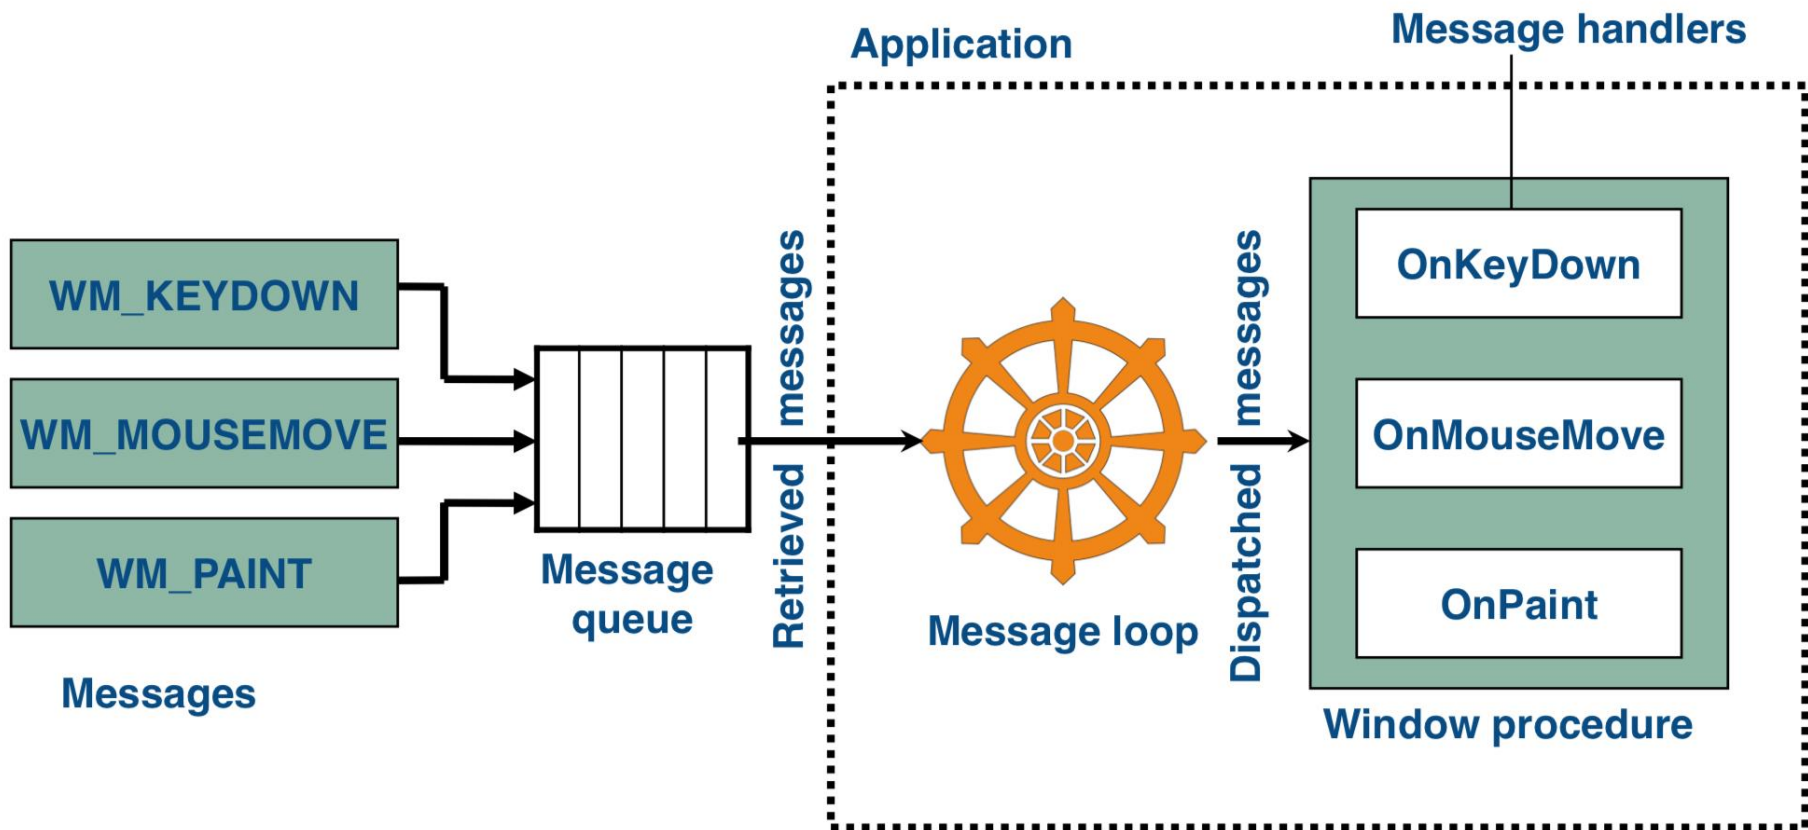 Application
Message handlers
WM_KEYDOWN
WM_MOUSEMOVE
WM_PAINT
Messages
Message
queue
Retrieved messages
Message loop
Dispatched messages
OnKeyDown
OnMouseMove
OnPaint
Window procedure